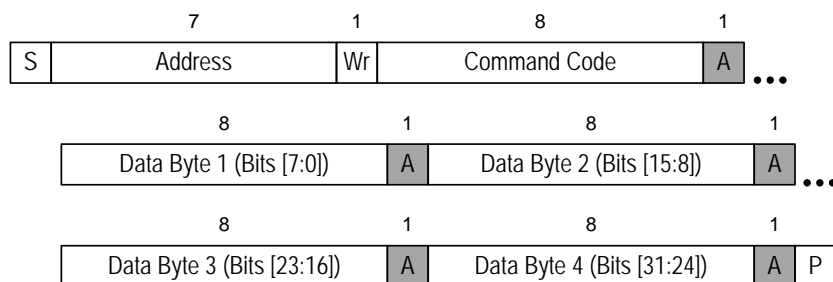 7 1 8 1
S Address Wr Command Code A •••
8 1 8 1
Data Byte 1 (Bits [7:0]) A Data Byte 2 (Bits [15:8]) A •••
8 1 8 1
Data Byte 3 (Bits [23:16]) A Data Byte 4 (Bits [31:24]) A P